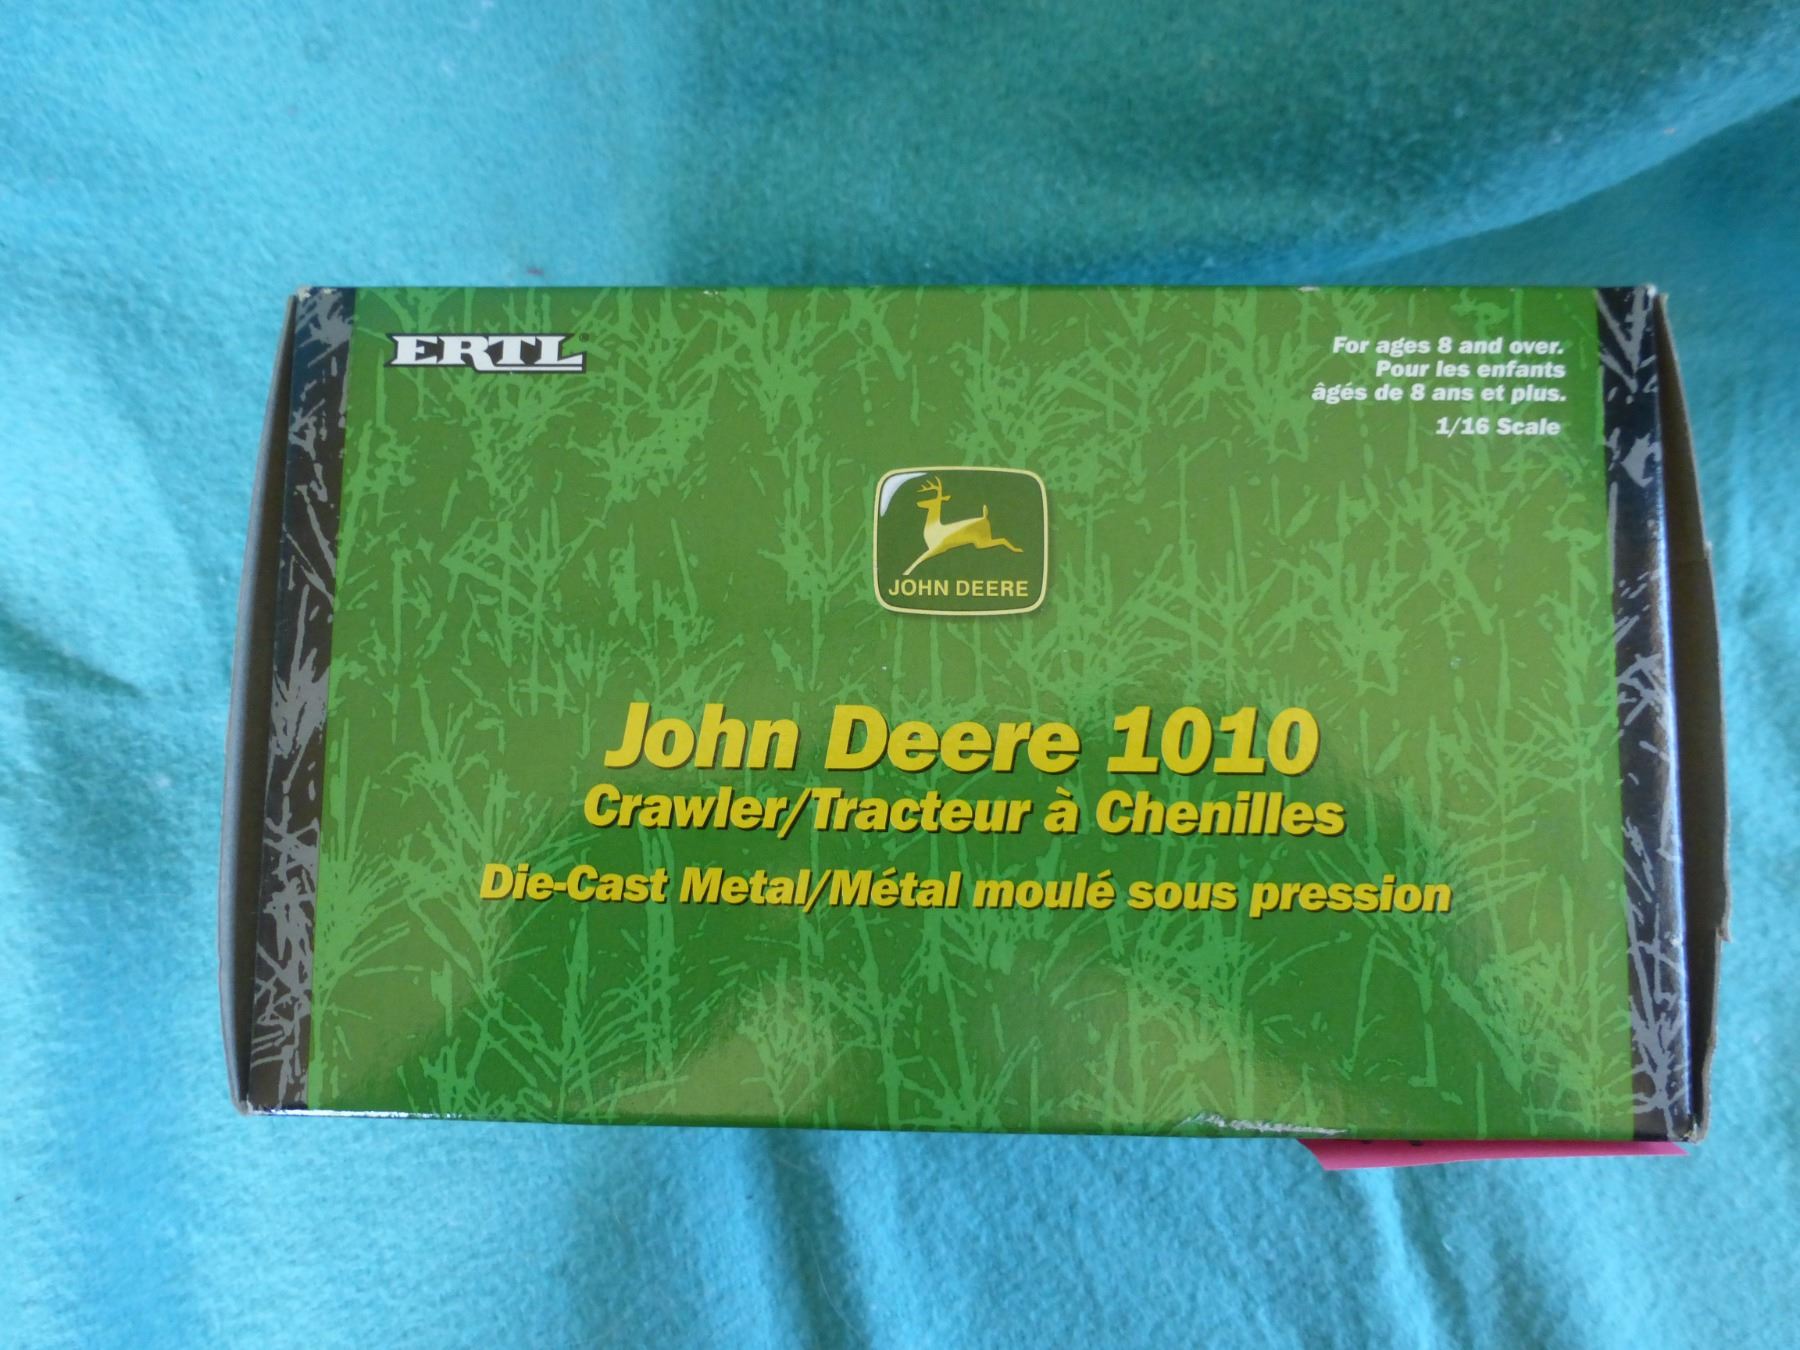 ERTL
For ages 8 and over.
Pour les enfants
âgés de 8 ans et plus.
1/16 Scale
JOHN DEERE
John Deere 1010
Crawler/Tracteur à Chenilles
Die-Cast Metal/Métal moulé sous pression